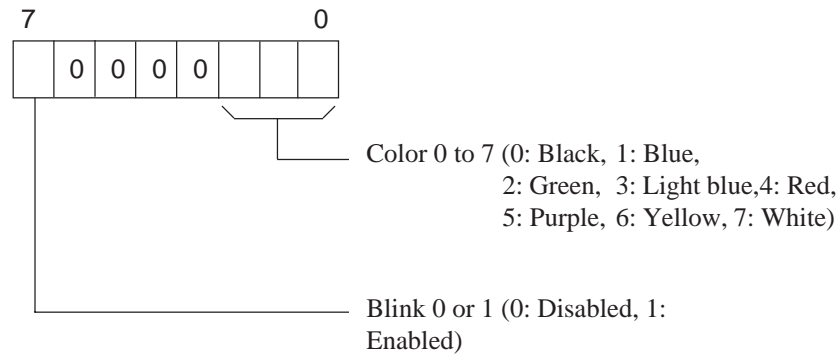 7 0
0 0 0 0
Color 0 to 7 (0: Black, 1: Blue,
2: Green, 3: Light blue,4: Red,
5: Purple, 6: Yellow, 7: White)
Blink 0 or 1 (0: Disabled, 1:
Enabled)